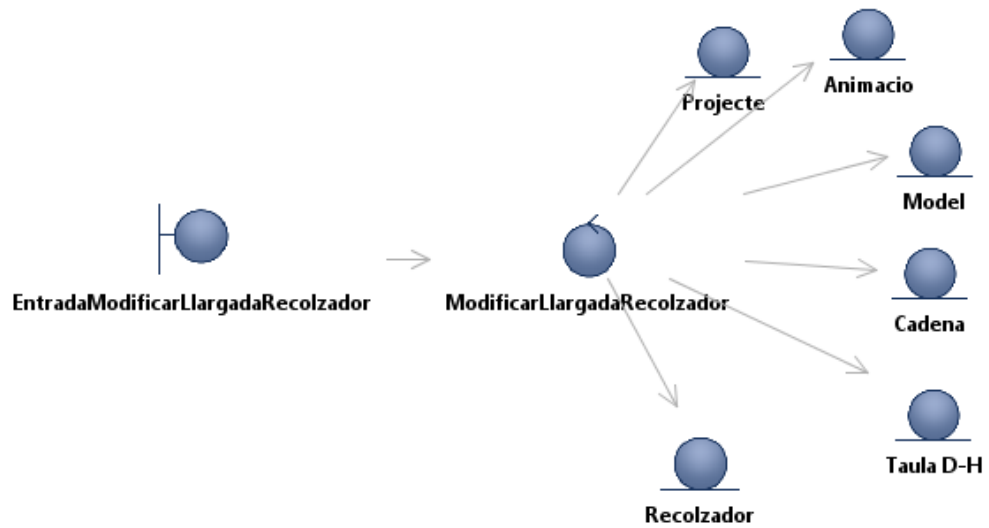 Animacio
Projecte
Model
EntradaModificarLlargadaRecolzador
ModificarLlargadaRecolzador
Cadena
Taula D-H
Recolzador